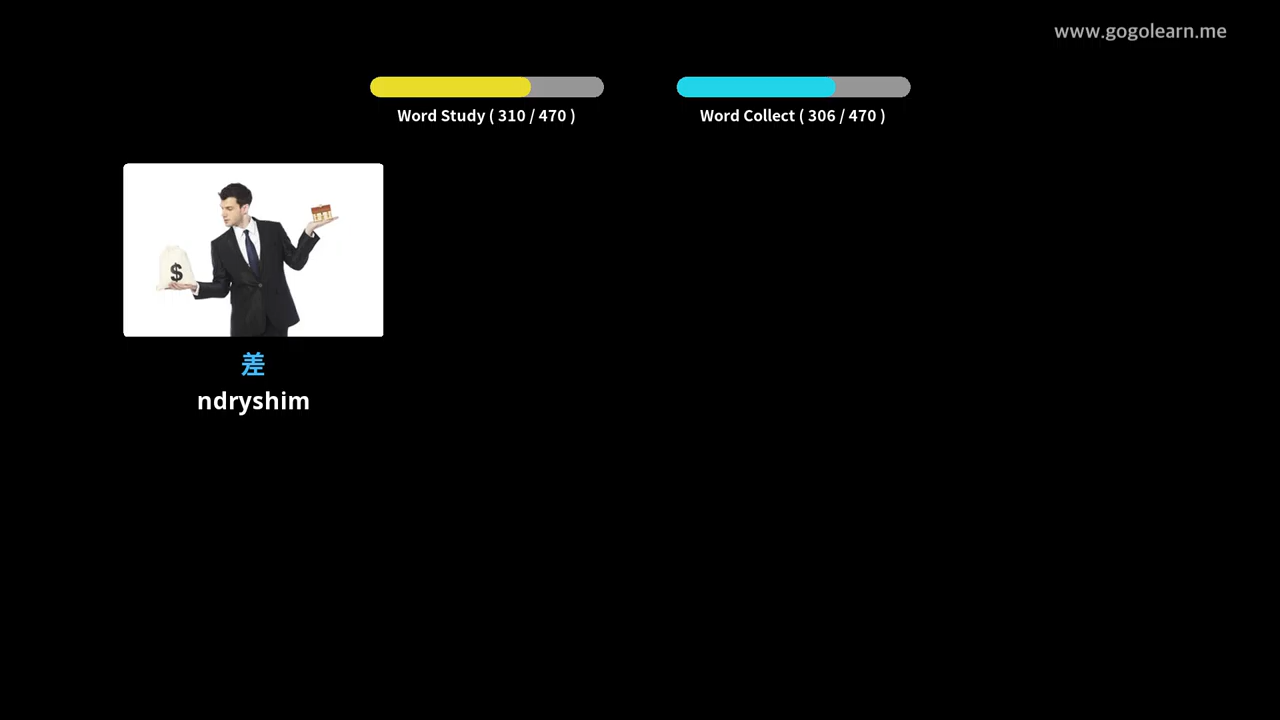 www.gogolearn.me
Word Study ( 310 / 470 )
Word Collect ( 306 / 470 )
$
差
ndryshim